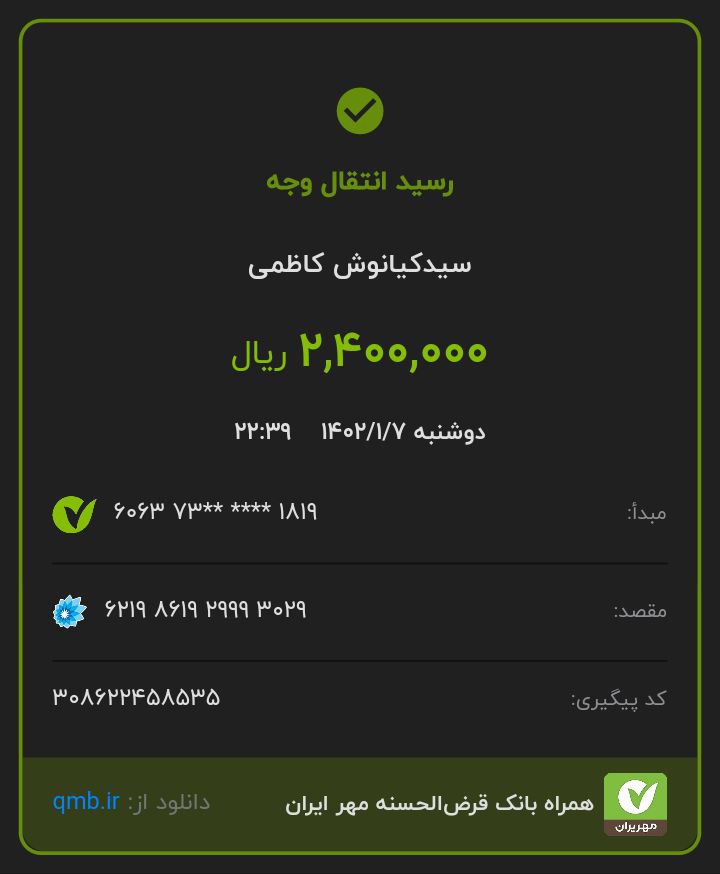 رسید انتقال وجه
سیدکیانوش کاظمی
۲,۴۰۰,۰۰۰ ریال
دوشنبه ۱۴۰۲/۱/۷ ۲۲:۳۹
مبدأ: ۶۰۶۳ ۷۳** **** ۱۸۱۹
مقصد: ۶۲۱۹ ۸۶۱۹ ۲۹۹۹ ۳۰۲۹
کد پیگیری: ۳۰۸۶۲۲۴۵۸۵۳۵
مهریران
همراه بانک قرض‌الحسنه مهر ایران
دانلود از: qmb.ir